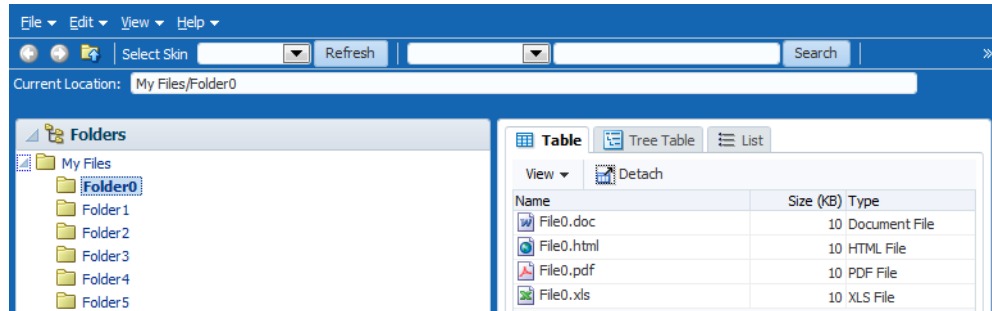 File Edit View Help
Select Skin Refresh Search »
Current Location: My Files/Folder0
Folders
My Files
Folder0
Folder1
Folder2
Folder3
Folder4
Folder5
Table Tree Table List
View Detach
Name Size (KB) Type
File0.doc 10 Document File
File0.html 10 HTML File
File0.pdf 10 PDF File
File0.xls 10 XLS File